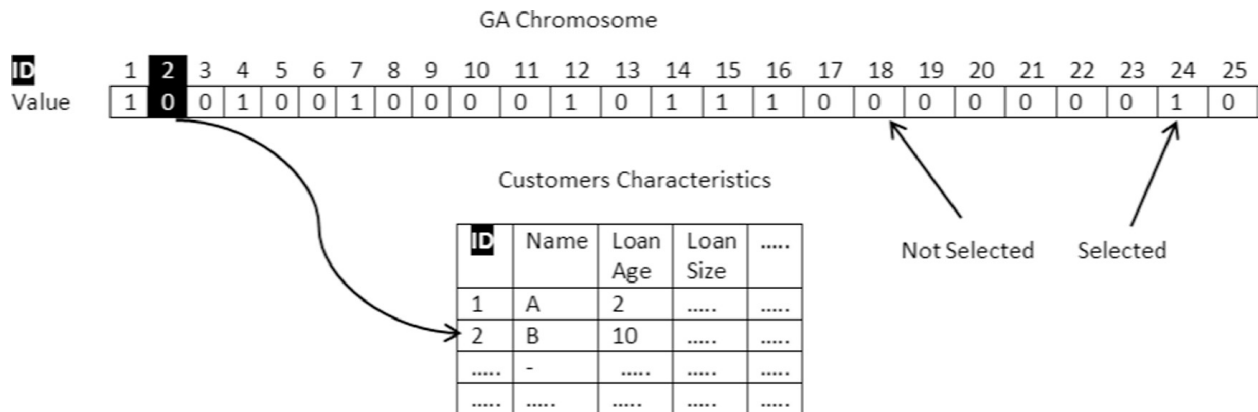 GA Chromosome
ID 1 2 3 4 5 6 7 8 9 10 11 12 13 14 15 16 17 18 19 20 21 22 23 24 25
Value 1 0 0 1 0 0 1 0 0 0 0 1 0 1 1 1 0 0 0 0 0 0 0 1 0
Customers Characteristics
ID Name Loan Age Loan Size .....
Not Selected Selected
1 A 2 ..... .....
2 B 10 ..... .....
..... - ..... ..... .....
..... ..... ..... ..... .....